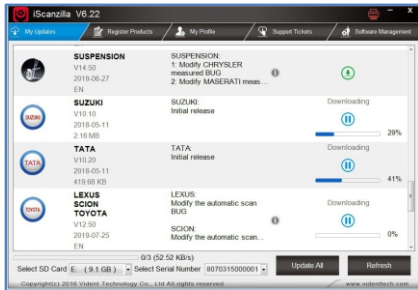 iScanzilla V6.22
My Updates
Register Products
My Profile
Support Tickets
Software Management
SUSPENSION
V14.50
2019-06-27
EN
SUSPENSION:
1: Modify CHRYSLER
measured BUG
2: Modify MASERATI meas...
SUZUKI
SUZUKI
V10.10
2018-05-11
2.16 MB
SUZUKI:
Initial release
Downloading
29%
TATA
TATA
V10.20
2018-05-11
419.68 KB
TATA:
Initial release
Downloading
41%
TOYOTA
LEXUS
SCION
TOYOTA
V12.50
2019-07-25
EN
LEXUS:
Modify the automatic scan
BUG
SCION:
Modify the automatic scan...
Downloading
0%
0/3 (52.52 KB/s)
Select SD Card E: (9.1 GB) Select Serial Number 8070315000001
Update All
Refresh
Copyright(c) 2016 Vident Technology Co., Ltd All rights reserved
www.videntech.com